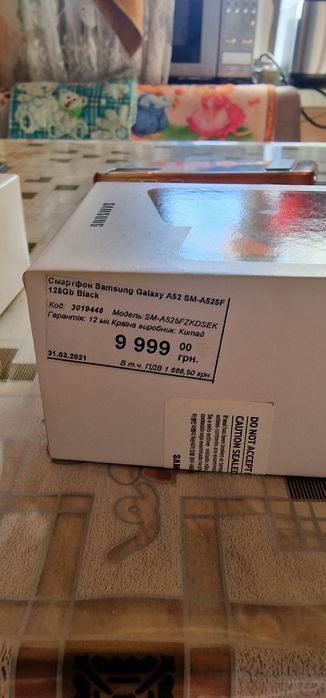 SAMSUNG
Смартфон Samsung Galaxy A52 SM-A525F
128Gb Black
Код: 3019446 Модель:SM-A525FZKDSEK
Гарантія: 12 мк Країна виробник: Китай
9 999 00
грн.
31.03.2021
В т.ч. ПДВ 1 666,50 грн.
DO NOT ACCEPT
CAUTION SEALED